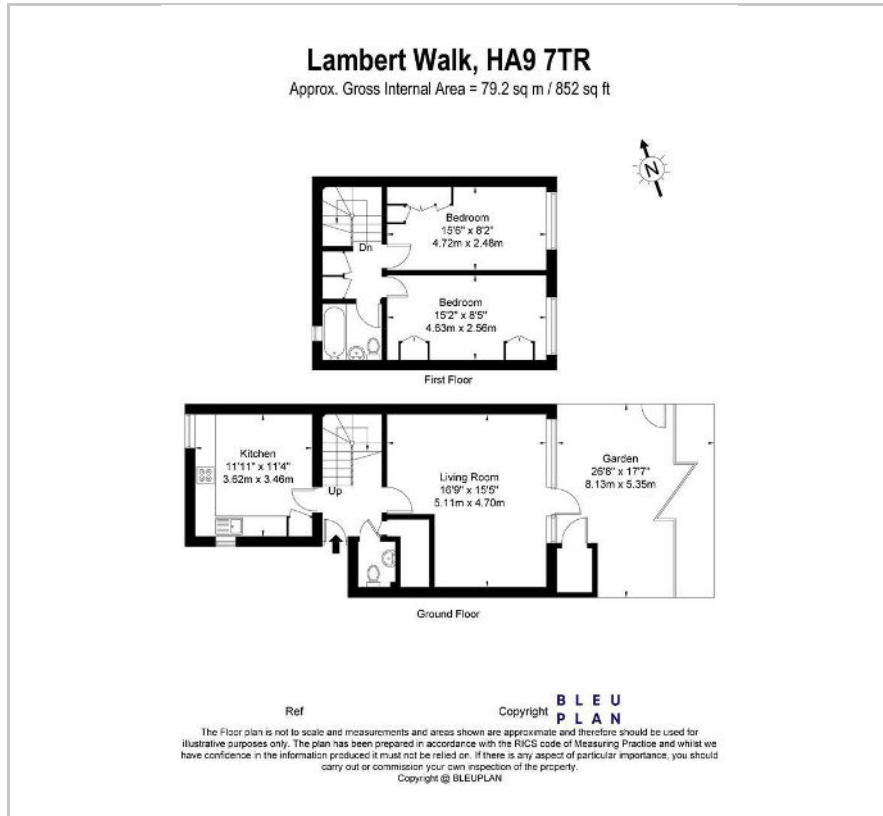 Lambert Walk, HA9 7TR
Approx. Gross Internal Area = 79.2 sq m / 852 sq ft
N
Bedroom
15'6" x 8'2"
4.72m x 2.48m
Dn
Bedroom
15'2" x 8'5"
4.63m x 2.56m
First Floor
Kitchen
11'11" x 11'4"
3.62m x 3.46m
Up
Living Room
16'9" x 15'5"
5.11m x 4.70m
Garden
26'8" x 17'7"
8.13m x 5.35m
Ground Floor
Ref
Copyright
BLEU
PLAN
The Floor plan is not to scale and measurements and areas shown are approximate and therefore should be used for
illustrative purposes only. The plan has been prepared in accordance with the RICS code of Measuring Practice and whilst we
have confidence in the information produced it must not be relied on. If there is any aspect of particular importance, you should
carry out or commission your own inspection of the property.
Copyright @ BLEUPLAN